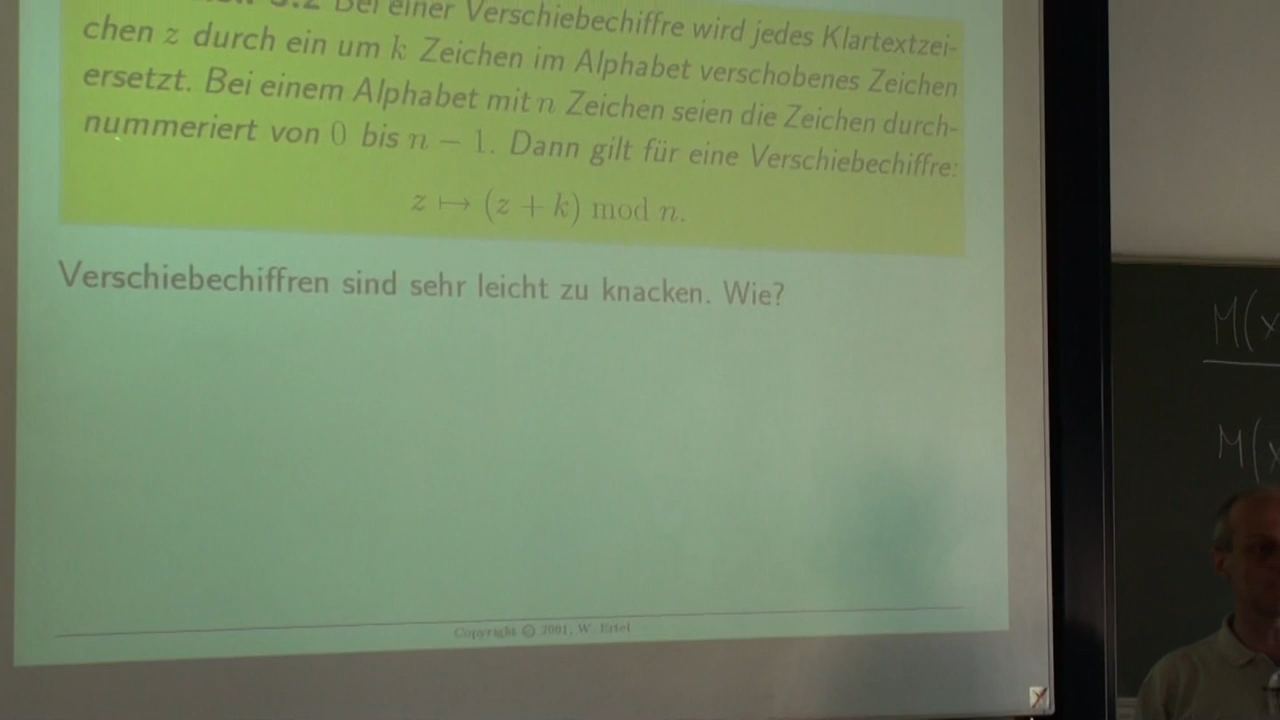 3.2 Bei einer Verschiebechiffre wird jedes Klartextzei-
chen z durch ein um k Zeichen im Alphabet verschobenes Zeichen
ersetzt. Bei einem Alphabet mit n Zeichen seien die Zeichen durch-
nummeriert von 0 bis n − 1. Dann gilt für eine Verschiebechiffre:
z ↦ (z + k) mod n.
Verschiebechiffren sind sehr leicht zu knacken. Wie?
Copyright © 2001, W. Ertel
M(x
M(x